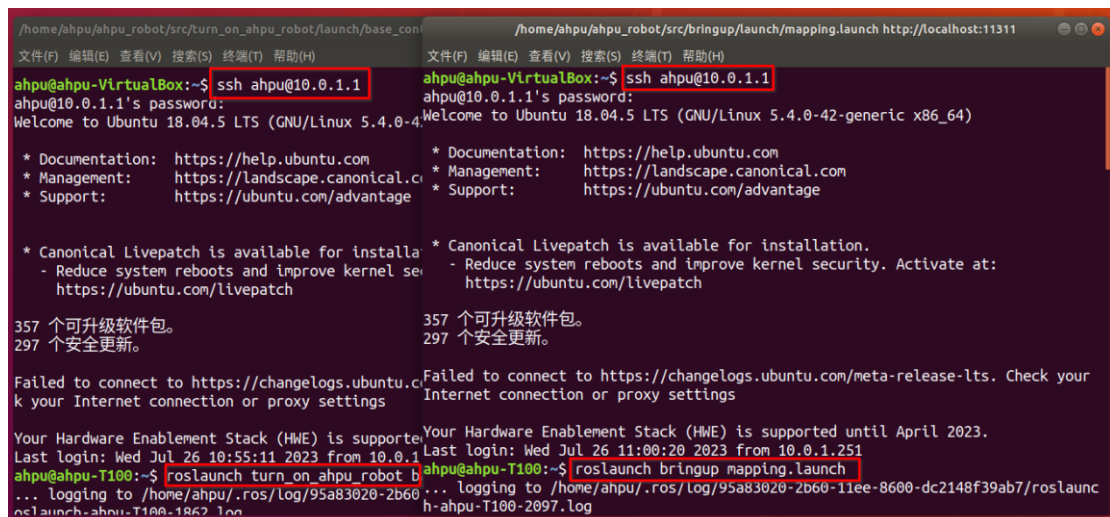 /home/ahpu/ahpu_robot/src/turn_on_ahpu_robot/launch/base_con
文件(F) 编辑(E) 查看(V) 搜索(S) 终端(T) 帮助(H)
ahpu@ahpu-VirtualBox:~$ ssh ahpu@10.0.1.1
ahpu@10.0.1.1's password:
Welcome to Ubuntu 18.04.5 LTS (GNU/Linux 5.4.0-4
* Documentation: https://help.ubuntu.com
* Management: https://landscape.canonical.c
* Support: https://ubuntu.com/advantage
* Canonical Livepatch is available for installa
- Reduce system reboots and improve kernel se
https://ubuntu.com/livepatch
357 个可升级软件包。
297 个安全更新。
Failed to connect to https://changelogs.ubuntu.c
k your Internet connection or proxy settings
Your Hardware Enablement Stack (HWE) is supporte
Last login: Wed Jul 26 10:55:11 2023 from 10.0.1
ahpu@ahpu-T100:~$ roslaunch turn_on_ahpu_robot b
... logging to /home/ahpu/.ros/log/95a83020-2b60
oslaunch-ahpu-T100-1862.log
/home/ahpu/ahpu_robot/src/bringup/launch/mapping.launch http://localhost:11311
文件(F) 编辑(E) 查看(V) 搜索(S) 终端(T) 帮助(H)
ahpu@ahpu-VirtualBox:~$ ssh ahpu@10.0.1.1
ahpu@10.0.1.1's password:
Welcome to Ubuntu 18.04.5 LTS (GNU/Linux 5.4.0-42-generic x86_64)
* Documentation: https://help.ubuntu.com
* Management: https://landscape.canonical.com
* Support: https://ubuntu.com/advantage
* Canonical Livepatch is available for installation.
- Reduce system reboots and improve kernel security. Activate at:
https://ubuntu.com/livepatch
357 个可升级软件包。
297 个安全更新。
Failed to connect to https://changelogs.ubuntu.com/meta-release-lts. Check your
Internet connection or proxy settings
Your Hardware Enablement Stack (HWE) is supported until April 2023.
Last login: Wed Jul 26 11:00:20 2023 from 10.0.1.251
ahpu@ahpu-T100:~$ roslaunch bringup mapping.launch
... logging to /home/ahpu/.ros/log/95a83020-2b60-11ee-8600-dc2148f39ab7/roslaunc
h-ahpu-T100-2097.log